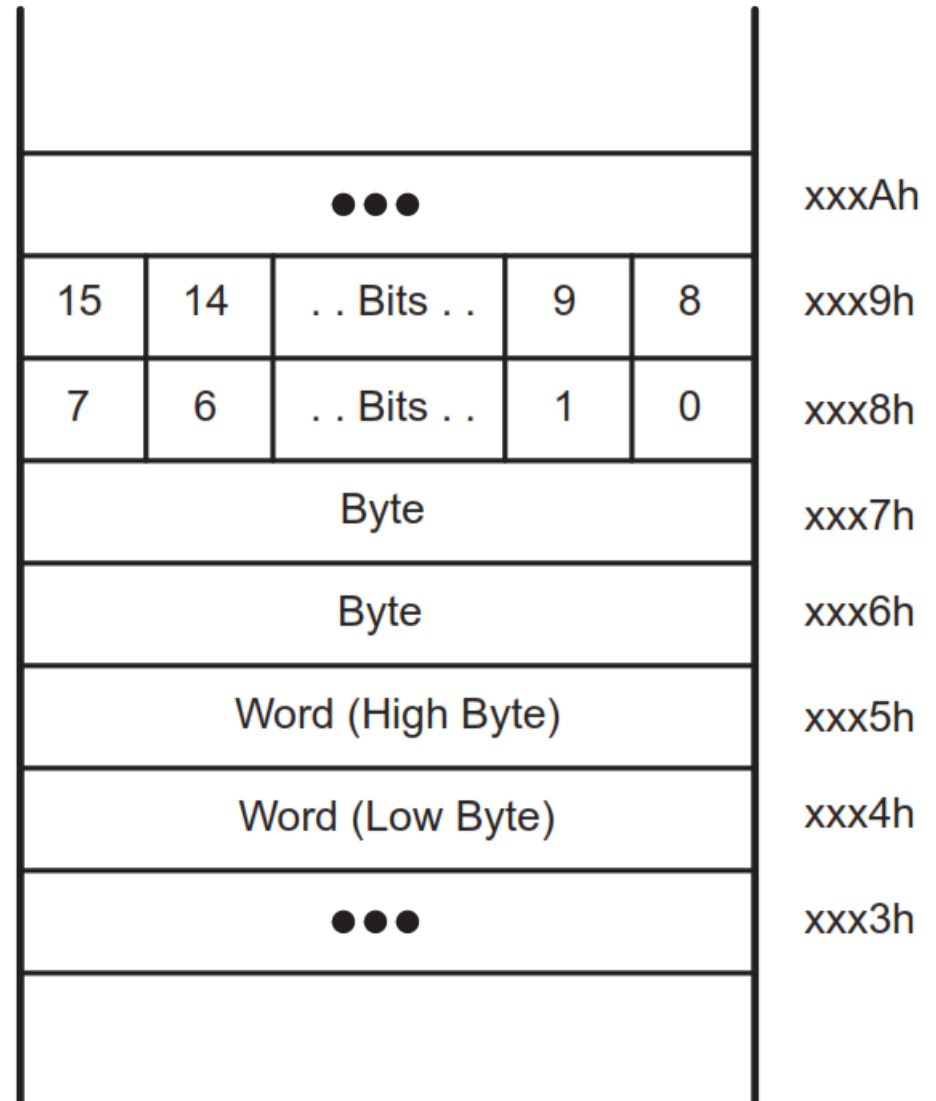 ●●● xxxAh
15 14 . . Bits . . 9 8 xxx9h
7 6 . . Bits . . 1 0 xxx8h
Byte xxx7h
Byte xxx6h
Word (High Byte) xxx5h
Word (Low Byte) xxx4h
●●● xxx3h